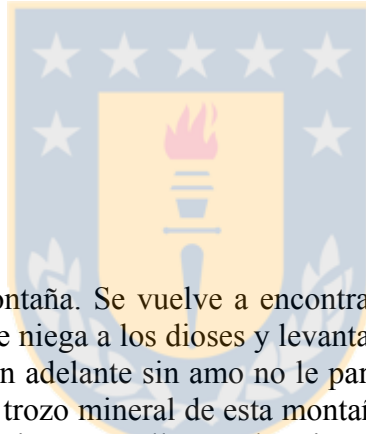 ontaña. Se vuelve a encontra
e niega a los dioses y levanta
n adelante sin amo no le par
trozo mineral de esta montañ